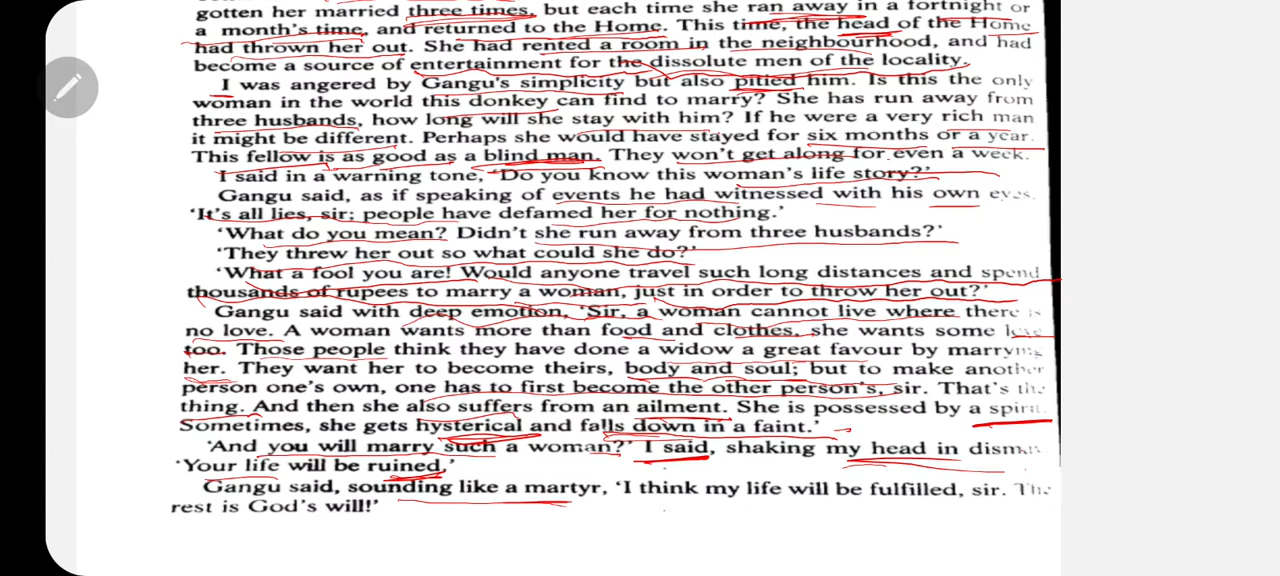 gotten her married three times, but each time she ran away in a fortnight or
a month's time, and returned to the Home. This time, the head of the Home
had thrown her out. She had rented a room in the neighbourhood, and had
become a source of entertainment for the dissolute men of the locality.
I was angered by Gangu's simplicity but also pitied him. Is this the only
woman in the world this donkey can find to marry? She has run away from
three husbands, how long will she stay with him? If he were a very rich man
it might be different. Perhaps she would have stayed for six months or a year.
This fellow is as good as a blind man. They won't get along for even a week.
I said in a warning tone, 'Do you know this woman's life story?'
Gangu said, as if speaking of events he had witnessed with his own eyes.
'It's all lies, sir; people have defamed her for nothing.'
'What do you mean? Didn't she run away from three husbands?'
'They threw her out so what could she do?'
'What a fool you are! Would anyone travel such long distances and spend
thousands of rupees to marry a woman, just in order to throw her out?'
Gangu said with deep emotion, 'Sir, a woman cannot live where there is
no love. A woman wants more than food and clothes, she wants some love
too. Those people think they have done a widow a great favour by marrying
her. They want her to become theirs, body and soul; but to make another
person one's own, one has to first become the other person's, sir. That's the
thing. And then she also suffers from an ailment. She is possessed by a spirit.
Sometimes, she gets hysterical and falls down in a faint.'
'And you will marry such a woman?' I said, shaking my head in dismay
'Your life will be ruined.'
Gangu said, sounding like a martyr, 'I think my life will be fulfilled, sir. The
rest is God's will!'